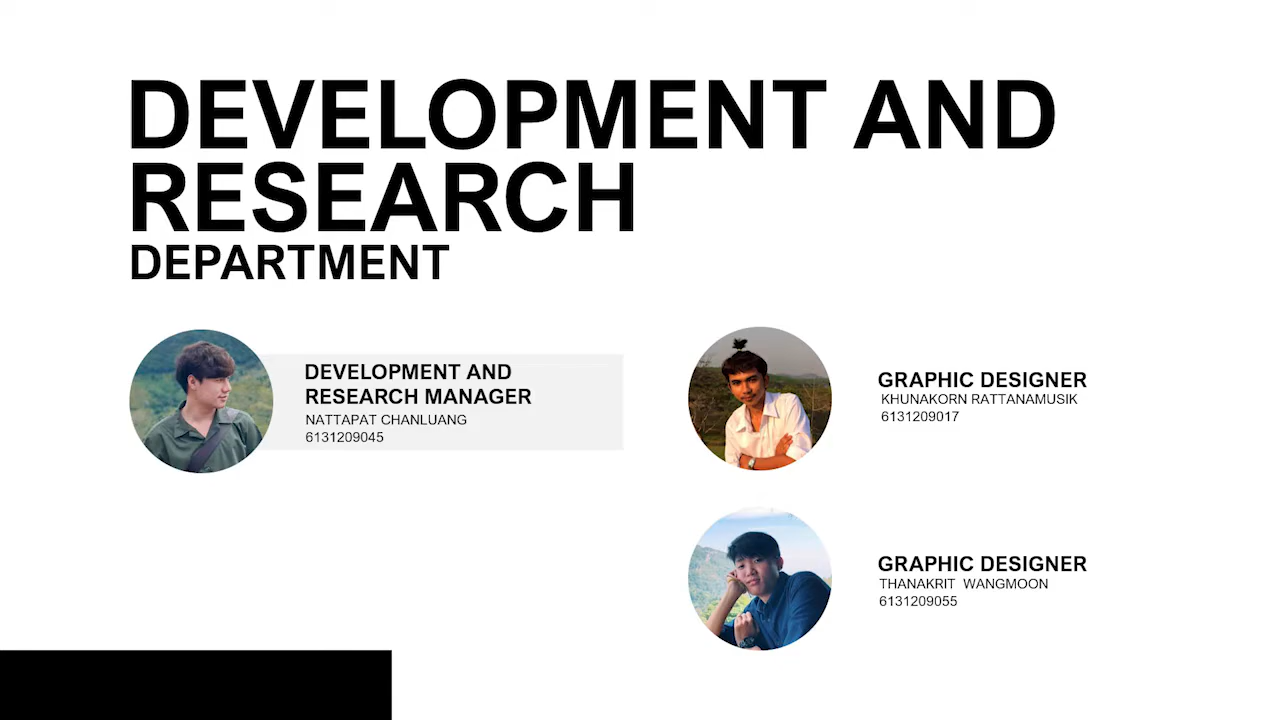 DEVELOPMENT AND
RESEARCH
DEPARTMENT
DEVELOPMENT AND
RESEARCH MANAGER
NATTAPAT CHANLUANG
6131209045
GRAPHIC DESIGNER
KHUNAKORN RATTANAMUSIK
6131209017
GRAPHIC DESIGNER
THANAKRIT  WANGMOON
6131209055